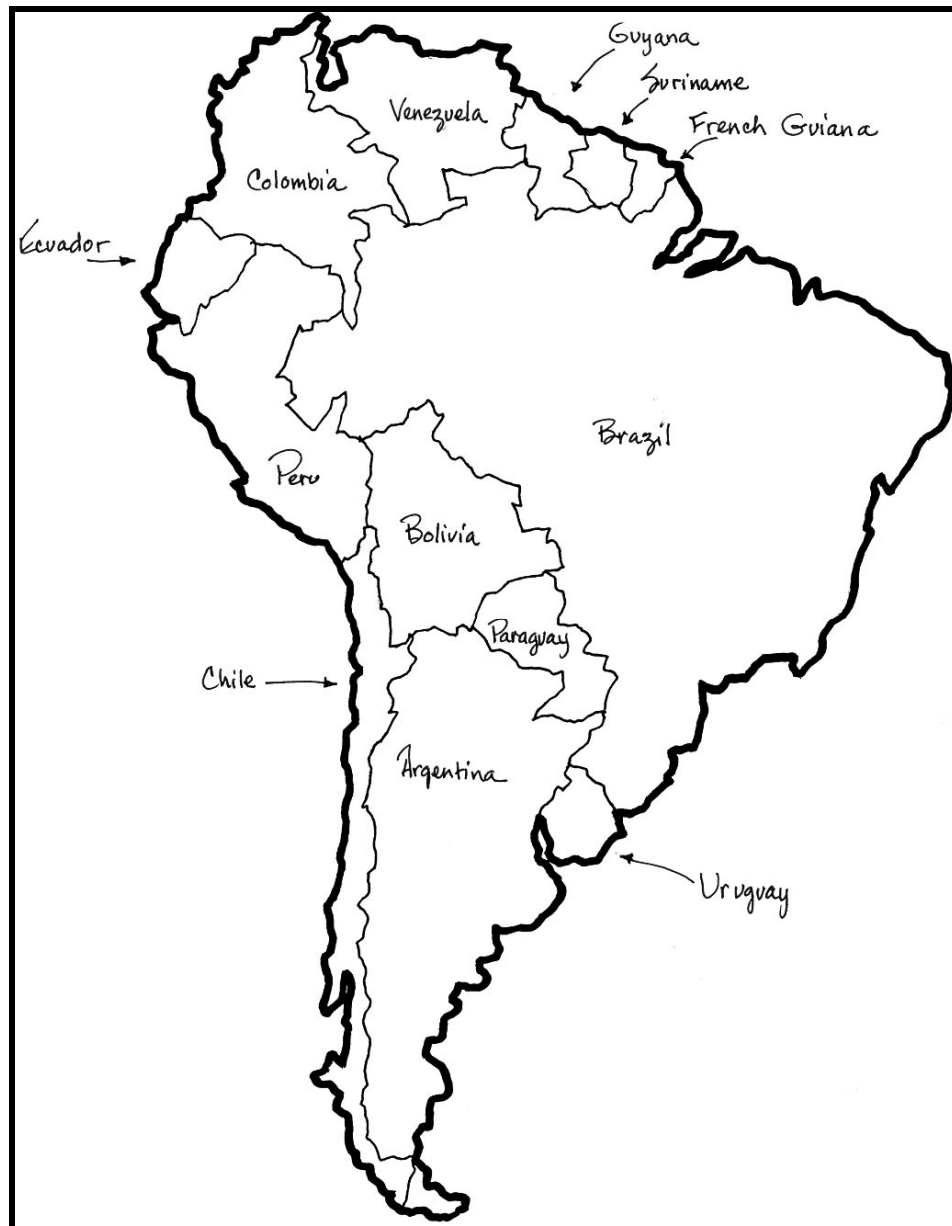 Guyana
Suriname
French Guiana
Venezuela
Colombia
Ecuador
Brazil
Peru
Bolivia
Paraguay
Chile
Argentina
Uruguay